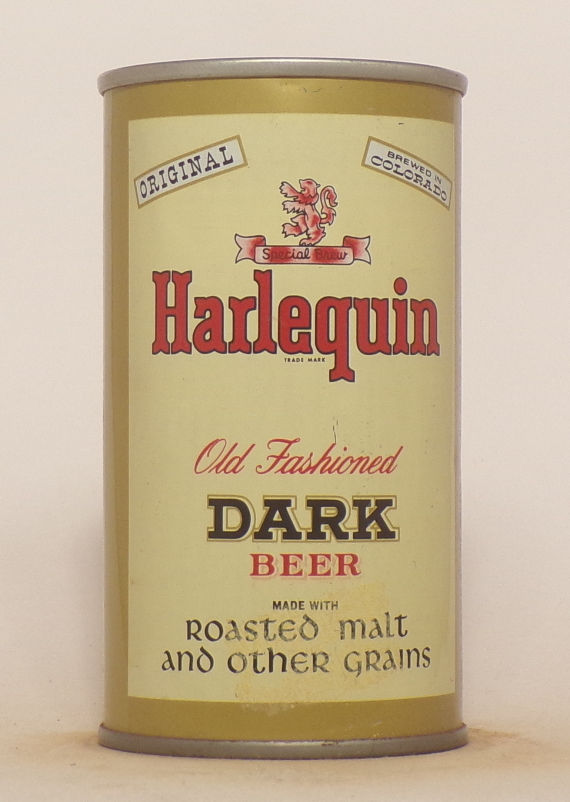 ORIGINAL
BREWED IN
COLORADO
Special Brew
Harlequin
TRADE MARK
Old Fashioned
DARK
BEER
MADE WITH
ROASTED malt
and other GRAINS